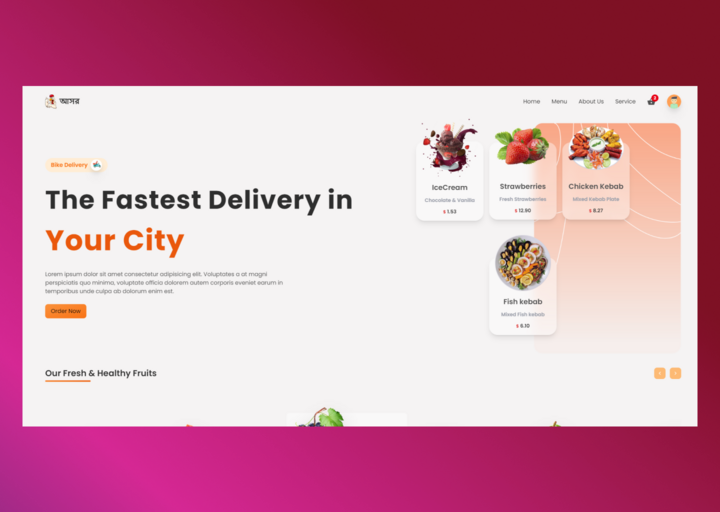 আসর
Home Menu About Us Service
Bike Delivery
The Fastest Delivery in
Your City
Lorem ipsum dolor sit amet consectetur adipisicing elit. Voluptates a at magni
perspiciatis quo minima, voluptate officia dolorem autem corporis eveniet earum in
temporibus unde culpa ab dolorum enim est.
Order Now
IceCream
Chocolate & Vanilla
$ 1.53
Strawberries
Fresh Strawberries
$ 12.90
Chicken Kebab
Mixed Kebab Plate
$ 8.27
Fish kebab
Mixed Fish kebab
$ 6.10
Our Fresh & Healthy Fruits